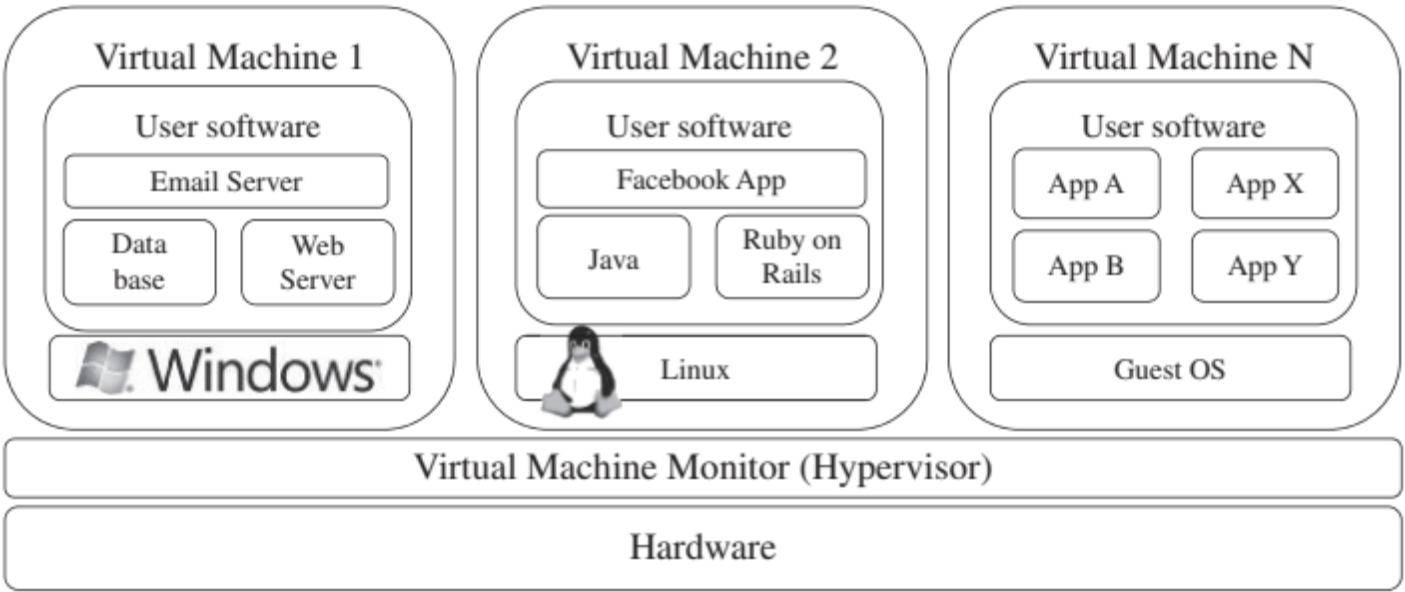 Virtual Machine 1
User software
Email Server
Data
base
Web
Server
Windows
Virtual Machine 2
User software
Facebook App
Java
Ruby on
Rails
Linux
Virtual Machine N
User software
App A
App X
App B
App Y
Guest OS
Virtual Machine Monitor (Hypervisor)
Hardware